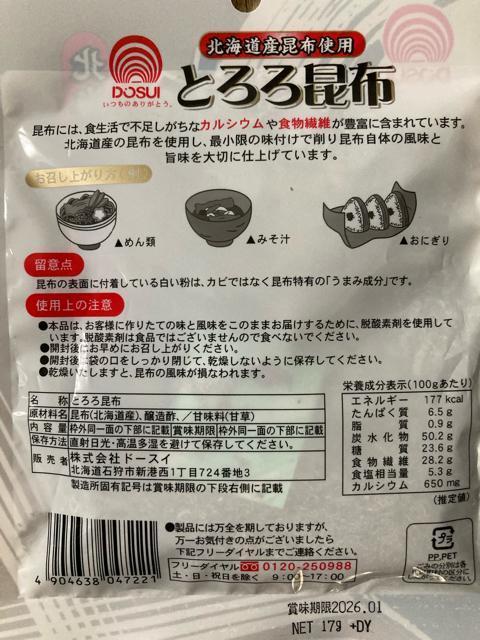 DOSUI
いつものありがとう。
北海道産昆布使用
とろろ昆布
昆布には、食生活で不足しがちなカルシウムや食物繊維が豊富に含まれています。
北海道産の昆布を使用し、最小限の味付けで削り昆布自体の風味と
旨味を大切に仕上げています。
お召し上がり方
▲めん類
▲みそ汁
▲おにぎり
留意点
昆布の表面に付着している白い粉は、カビではなく昆布特有の「うまみ成分」です。
使用上の注意
●本品は、お客様に作りたての味と風味をこのままお届けするために、脱酸素剤を使用して
います。脱酸素剤は食品ではございませんので食べないでください。
●開封後はお早めにお召し上がりください。
●開封後は袋の口をしっかり閉じて、乾燥しないように保存してください。
●乾燥いたしますと、昆布の風味が損なわれます。
名称 とろろ昆布
原材料名 昆布(北海道産)、醸造酢、／甘味料(甘草)
内容量 枠外同一面の下部に記載 賞味期限 枠外同一面の下部に記載
保存方法 直射日光・高温多湿を避けて保存してください。
販売者 株式会社ドースイ
北海道石狩市新港西1丁目724番地3
製造所固有記号は賞味期限の下段右側に記載
栄養成分表示(100gあたり)
エネルギー 177 kcal
たんぱく質 6.5 g
脂質 0.9 g
炭水化物 50.2 g
糖質 23.6 g
食物繊維 28.2 g
食塩相当量 5.3 g
カルシウム 650 mg
(推定値)
●製品には万全を期しておりますが、
万一お気付きの点がございましたら
下記フリーダイヤルまでご連絡ください。
フリーダイヤル 0120-250988
土・日・祝日を除く 9:00-17:00
4 904638 047221
プラ
PP,PET
ごみの分別は各
賞味期限2026.01
NET 17g +DY